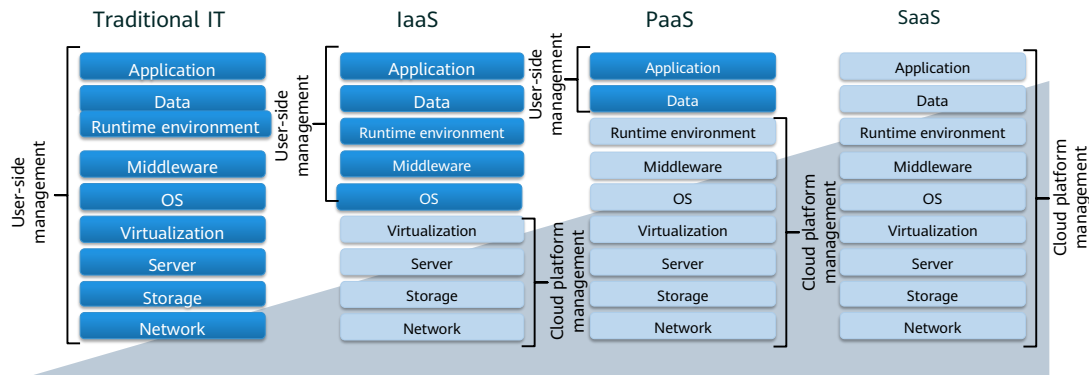 Traditional IT
User-side
management
Application
Data
Runtime environment
Middleware
OS
Virtualization
Server
Storage
Network
IaaS
User-side
management
Application
Data
Runtime environment
Middleware
OS
Virtualization
Server
Storage
Network
Cloud platform
management
PaaS
User-side
management
Application
Data
Runtime environment
Middleware
OS
Virtualization
Server
Storage
Network
Cloud platform
management
SaaS
Application
Data
Runtime environment
Middleware
OS
Virtualization
Server
Storage
Network
Cloud platform
management